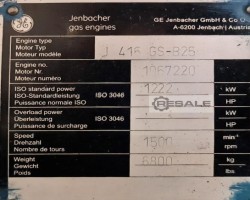 36
Jenbacher
gas engines
GE Jenbacher GmbH & Co O
A-6200 Jenbach ( Austria
Engine type
Motor Typ
Moteur modèle
J 416 GS-B25
Engine no.
Motor Nr.
Moteur numéro
ISO standard power
ISO-Standardleistung
Puissance normale ISO
ISO 3046
1222
kW
HP
RESALE
Overload power
Überleistung
Puissance de surcharge
ISO 3046
kW
HP
Speed
Drehzahl
Nombre de tours
1500
/min
rpm
Weight
Gewicht
Poids
6800
kg
lbs